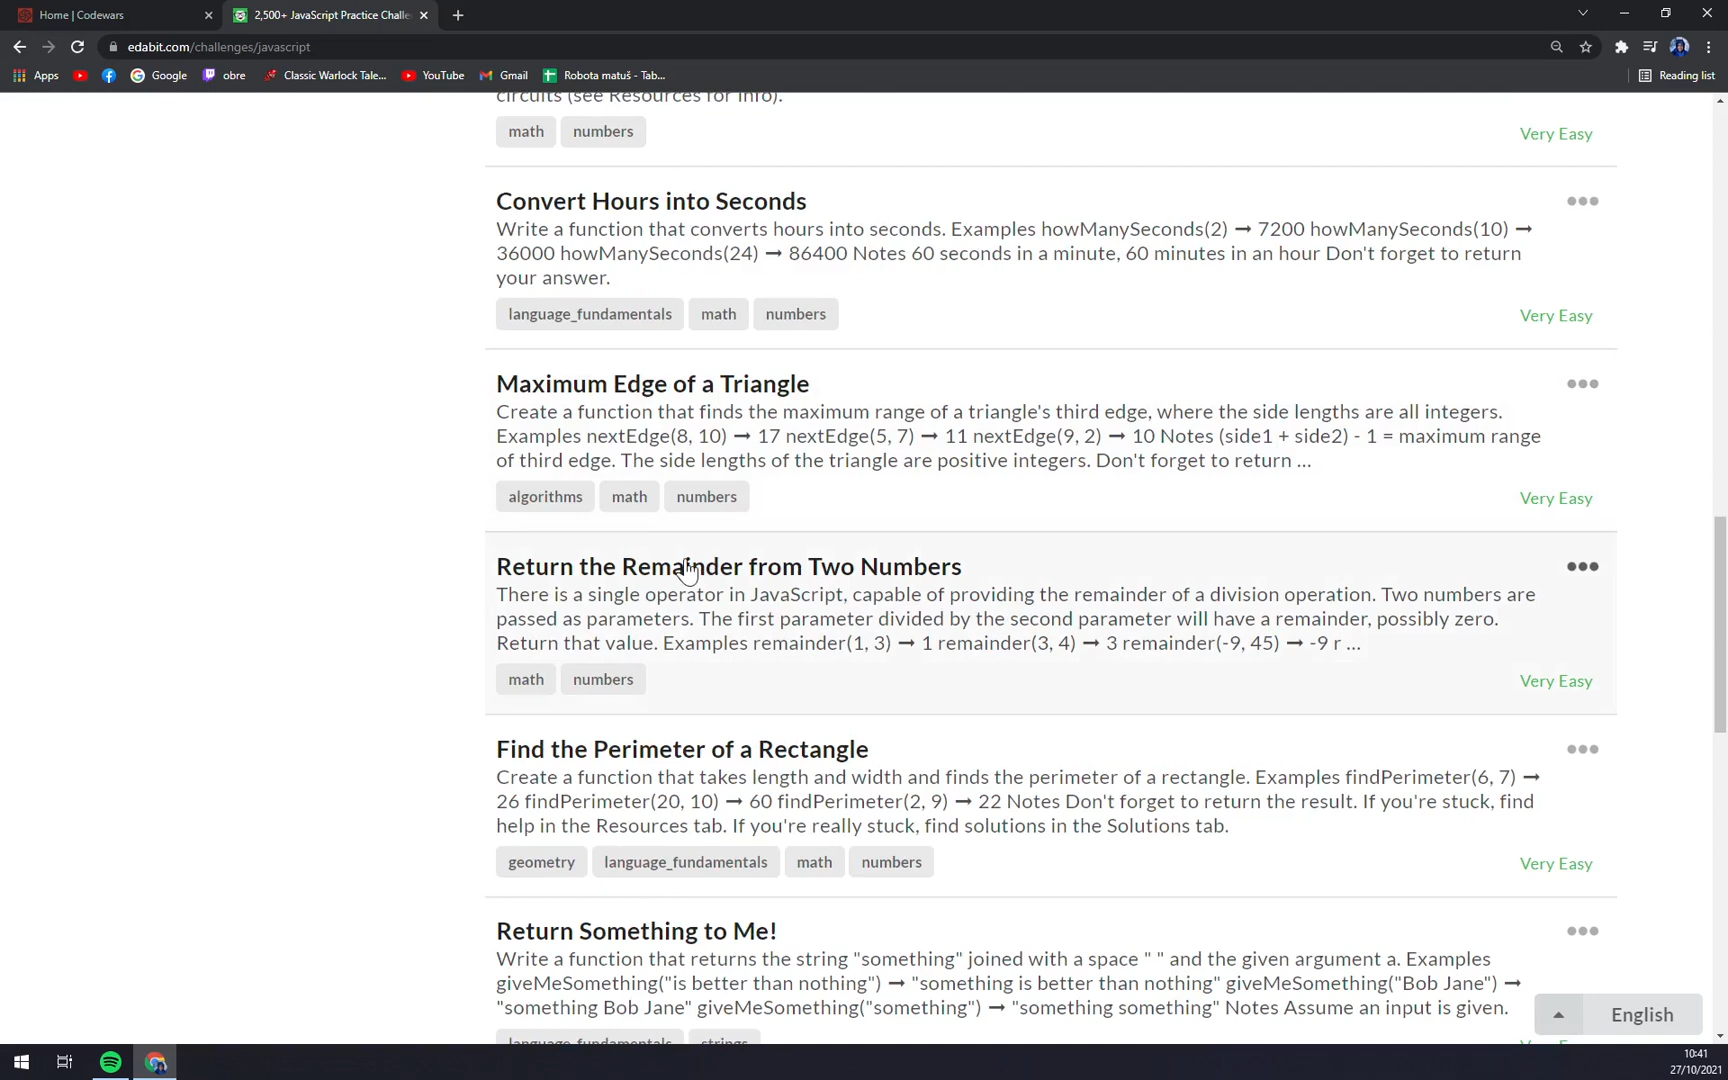 Home | Codewars
2,500+ JavaScript Practice Challe
edabit.com/challenges/javascript
Apps
Google
obre
Classic Warlock Tale...
YouTube
Gmail
Robota matuš - Tab...
Reading list
circuits (see Resources for info).
math numbers
Very Easy
Convert Hours into Seconds
Write a function that converts hours into seconds. Examples howManySeconds(2) → 7200 howManySeconds(10) →
36000 howManySeconds(24) → 86400 Notes 60 seconds in a minute, 60 minutes in an hour Don't forget to return
your answer.
language_fundamentals math numbers
Very Easy
Maximum Edge of a Triangle
Create a function that finds the maximum range of a triangle's third edge, where the side lengths are all integers.
Examples nextEdge(8, 10) → 17 nextEdge(5, 7) → 11 nextEdge(9, 2) → 10 Notes (side1 + side2) - 1 = maximum range
of third edge. The side lengths of the triangle are positive integers. Don't forget to return ...
algorithms math numbers
Very Easy
Return the Remainder from Two Numbers
There is a single operator in JavaScript, capable of providing the remainder of a division operation. Two numbers are
passed as parameters. The first parameter divided by the second parameter will have a remainder, possibly zero.
Return that value. Examples remainder(1, 3) → 1 remainder(3, 4) → 3 remainder(-9, 45) → -9 r ...
math numbers
Very Easy
Find the Perimeter of a Rectangle
Create a function that takes length and width and finds the perimeter of a rectangle. Examples findPerimeter(6, 7) →
26 findPerimeter(20, 10) → 60 findPerimeter(2, 9) → 22 Notes Don't forget to return the result. If you're stuck, find
help in the Resources tab. If you're really stuck, find solutions in the Solutions tab.
geometry language_fundamentals math numbers
Very Easy
Return Something to Me!
Write a function that returns the string "something" joined with a space " " and the given argument a. Examples
giveMeSomething("is better than nothing") → "something is better than nothing" giveMeSomething("Bob Jane") →
"something Bob Jane" giveMeSomething("something") → "something something" Notes Assume an input is given.
language_fundamentals strings
English
10:41
27/10/2021